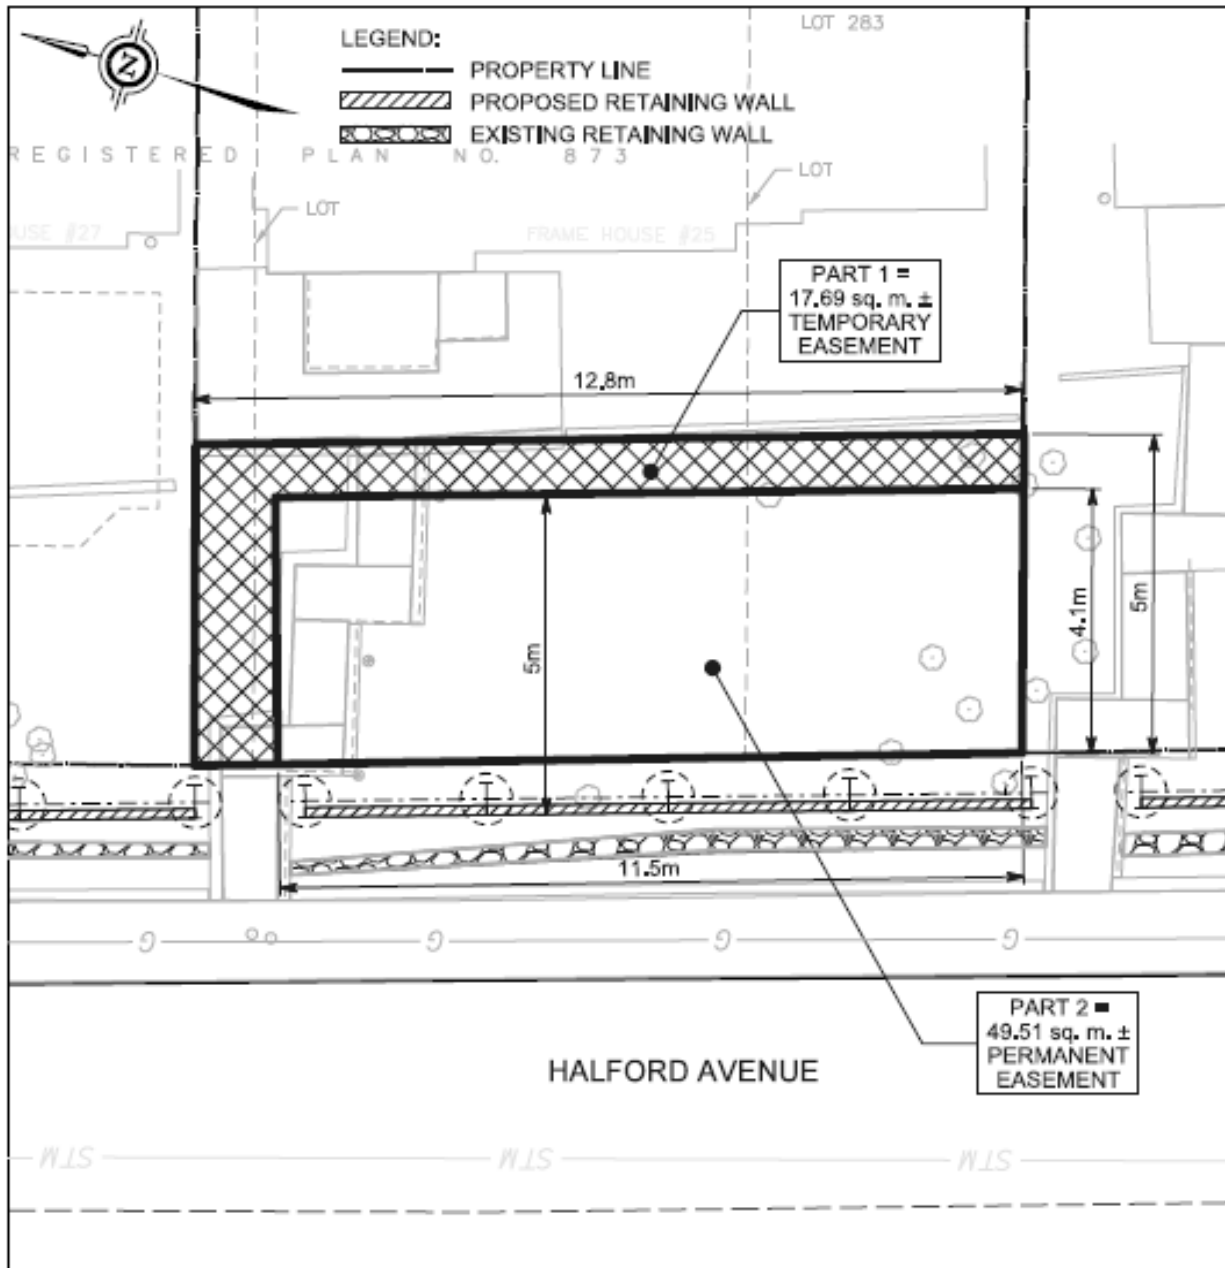 LOT 283
LEGEND:
PROPERTY LINE
PROPOSED RETAINING WALL
EXISTING RETAINING WALL
N
REGISTERED PLAN NO. 873
LOT
LOT
USE #27
FRAME HOUSE #25
PART 1 =
17.69 sq. m. ±
TEMPORARY
EASEMENT
12.8m
5m
4.1m
5m
11.5m
G G G G
PART 2 =
49.51 sq. m. ±
PERMANENT
EASEMENT
HALFORD AVENUE
STM STM STM